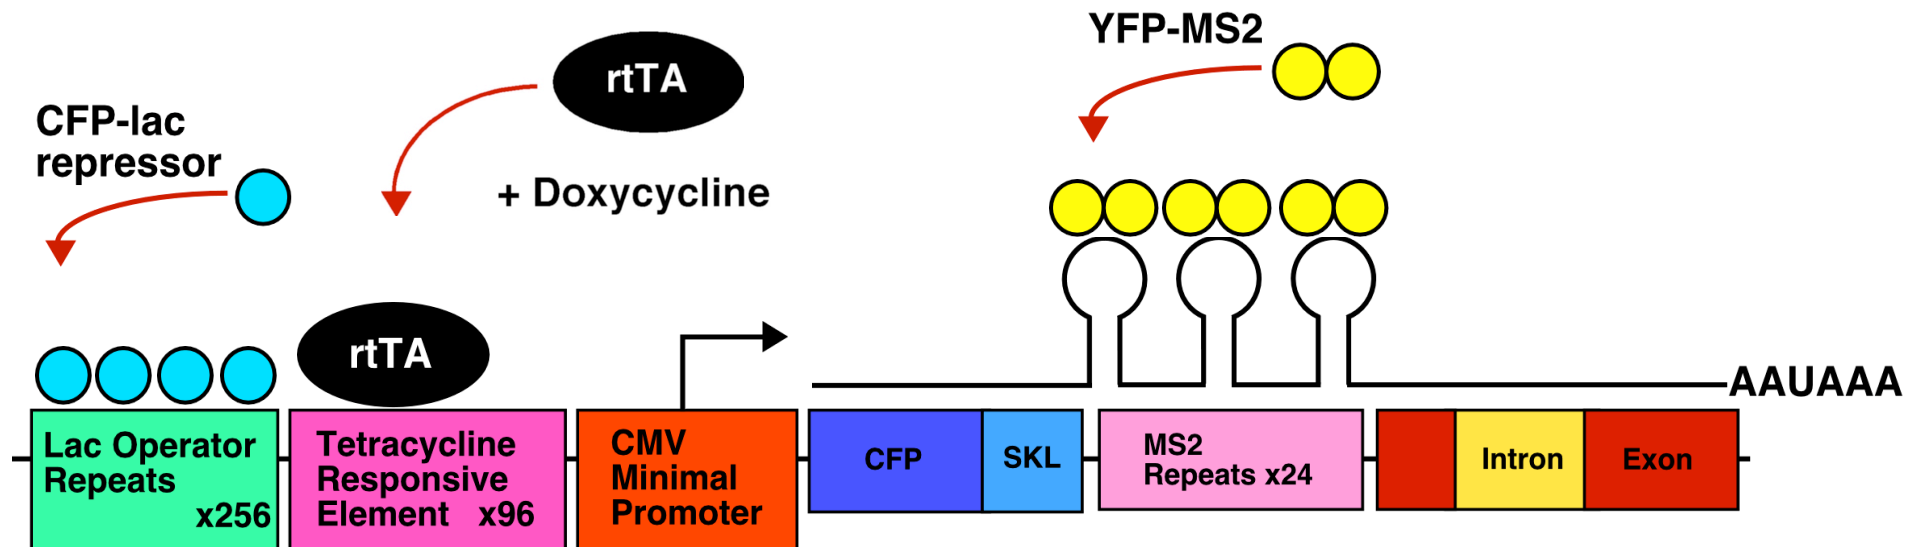 YFP-MS2
rtTA
CFP-lac
repressor
+ Doxycycline
rtTA
AAUAAA
Lac Operator
Repeats
x256
Tetracycline
Responsive
Element x96
CMV
Minimal
Promoter
CFP
SKL
MS2
Repeats x24
Intron
Exon